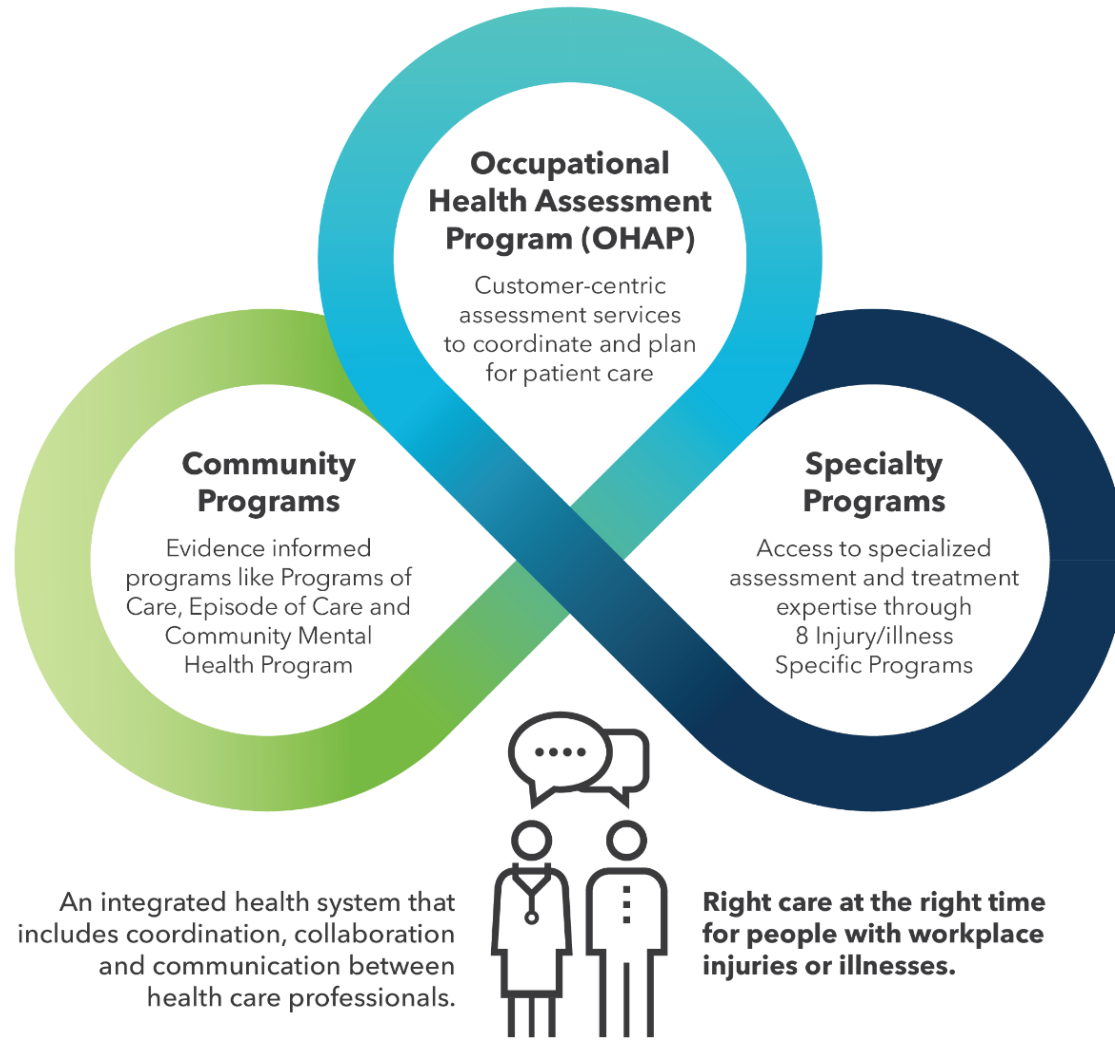 Occupational
Health Assessment
Program (OHAP)
Customer-centric
assessment services
to coordinate and plan
for patient care
Community
Programs
Evidence informed
programs like Programs of
Care, Episode of Care and
Community Mental
Health Program
Specialty
Programs
Access to specialized
assessment and treatment
expertise through
8 Injury/illness
Specific Programs
An integrated health system that
includes coordination, collaboration
and communication between
health care professionals.
Right care at the right time
for people with workplace
injuries or illnesses.